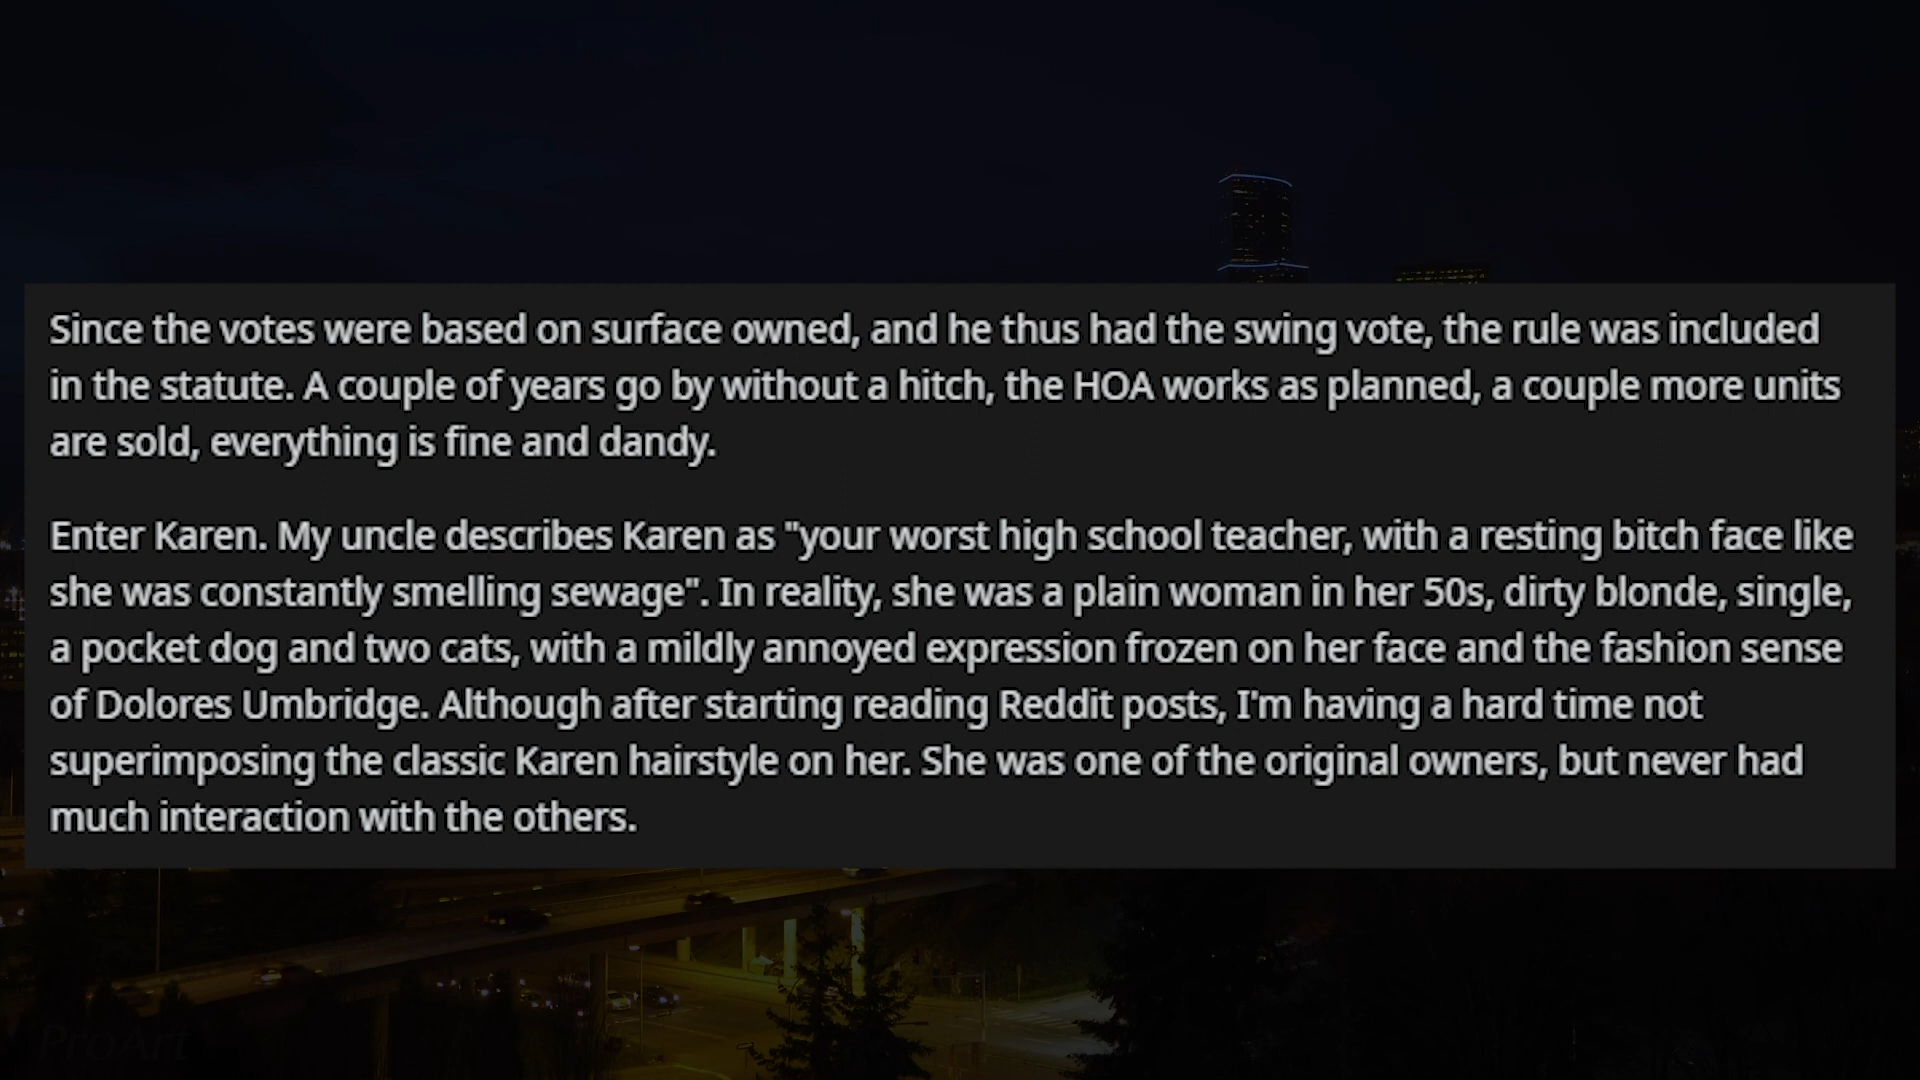 Since the votes were based on surface owned, and he thus had the swing vote, the rule was included
in the statute. A couple of years go by without a hitch, the HOA works as planned, a couple more units
are sold, everything is fine and dandy.
Enter Karen. My uncle describes Karen as "your worst high school teacher, with a resting bitch face like
she was constantly smelling sewage". In reality, she was a plain woman in her 50s, dirty blonde, single,
a pocket dog and two cats, with a mildly annoyed expression frozen on her face and the fashion sense
of Dolores Umbridge. Although after starting reading Reddit posts, I'm having a hard time not
superimposing the classic Karen hairstyle on her. She was one of the original owners, but never had
much interaction with the others.
ProArt